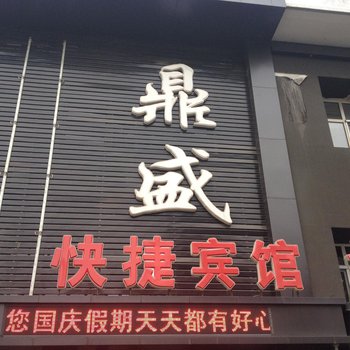 鼎
盛
快捷宾馆
您国庆假期天天都有好心